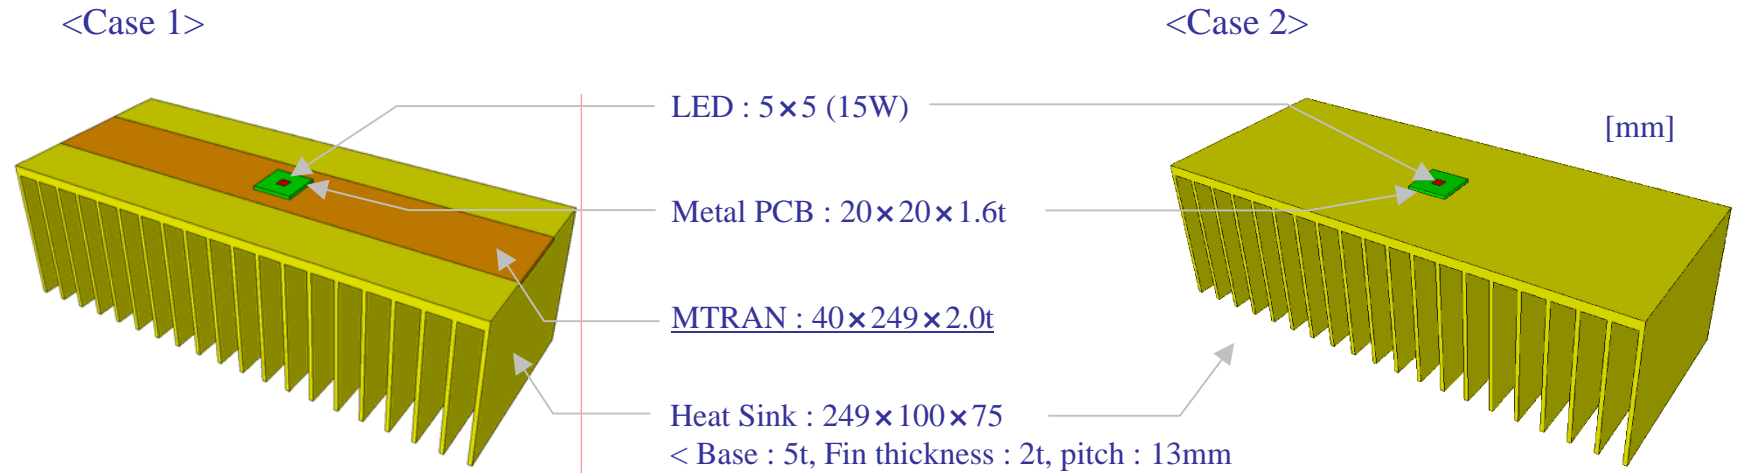 <Case 1>
<Case 2>
LED : 5×5 (15W)
[mm]
Metal PCB : 20×20×1.6t
MTRAN : 40×249×2.0t
Heat Sink : 249×100×75
< Base : 5t, Fin thickness : 2t, pitch : 13mm